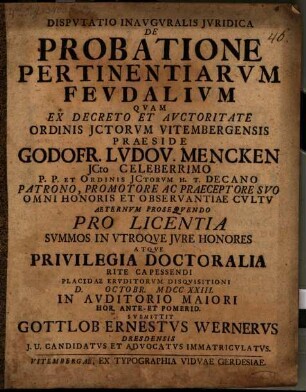 DISPVTATIO INAVGVRALIS JVRIDICA
46.
DE
PROBATIONE
PERTINENTIARVM
FEVDALIVM
QVAM
EX DECRETO ET AVCTORITATE
ORDINIS JCTORVM VITEMBERGENSIS
PRAESIDE
GODOFR. LVDOV. MENCKEN
JCto CELEBERRIMO
P. P. ET ORDINIS JCTORVM H. T. DECANO
PATRONO, PROMOTORE AC PRAECEPTORE SVO
OMNI HONORIS ET OBSERVANTIAE CVLTV
AETERNVM PROSEQVENDO
PRO LICENTIA
SVMMOS IN VTROQVE JVRE HONORES
ATQVE
PRIVILEGIA DOCTORALIA
RITE CAPESSENDI
PLACIDAE ERVDITORVM DISQVISITIONI
D. OCTOBR. MDCCXXIII.
IN AVDITORIO MAIORI
HOR. ANTE- ET POMERID.
SVBMITTIT
GOTTLOB ERNESTVS WERNERVS
DRESDENSIS
J. U. CANDIDATVS ET ADVOCATVS IMMATRICVLATVS.
VITEMBERGAE, EX TYPOGRAPHIA VIDVAE GERDESIAE.